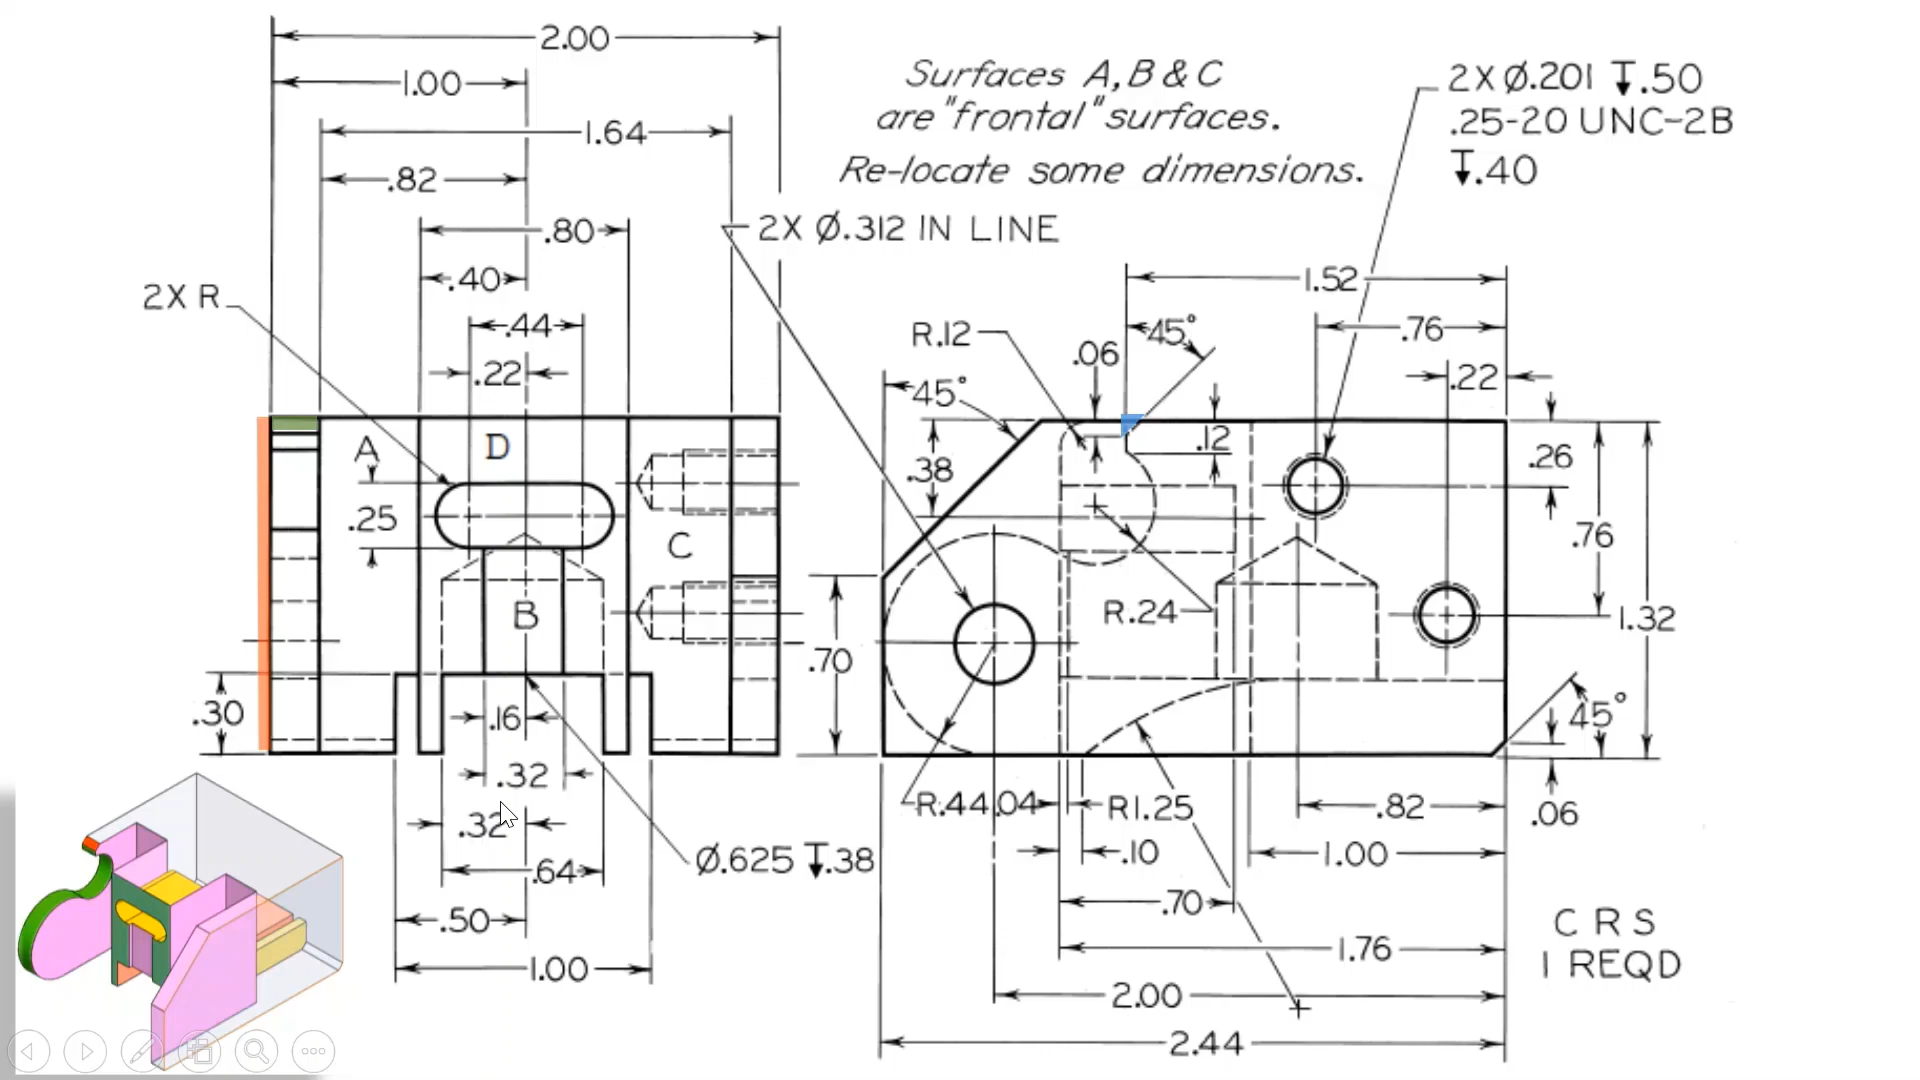 2.00
1.00
1.64
.82
.80
.40
2X R
.44
.22
A
D
.25
C
B
.30
.16
.32
.32
.64
.50
1.00
Ø.625 ↧.38
Surfaces A, B & C
are "frontal" surfaces.
Re-locate some dimensions.
2X Ø.312 IN LINE
2X Ø.201 ↧.50
.25-20 UNC-2B
↧.40
1.52
.76
.22
R.12
.06
45°
45°
.38
.12
.26
.76
1.32
R.24
.70
45°
.06
R.44
.04
R1.25
.82
.10
1.00
.70
1.76
2.00
2.44
CRS
1 REQD